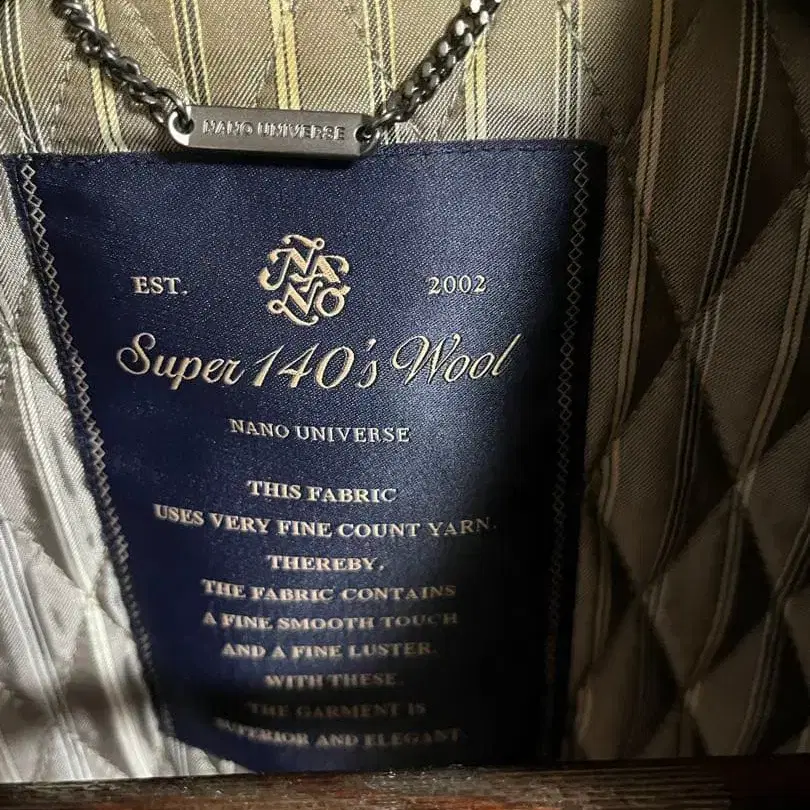 NANO UNIVERSE
NANO
EST. 2002
Super 140's Wool
NANO UNIVERSE
THIS FABRIC
USES VERY FINE COUNT YARN.
THEREBY,
THE FABRIC CONTAINS
A FINE SMOOTH TOUCH
AND A FINE LUSTER.
WITH THESE.
THE GARMENT IS
SUPERIOR AND ELEGANT.